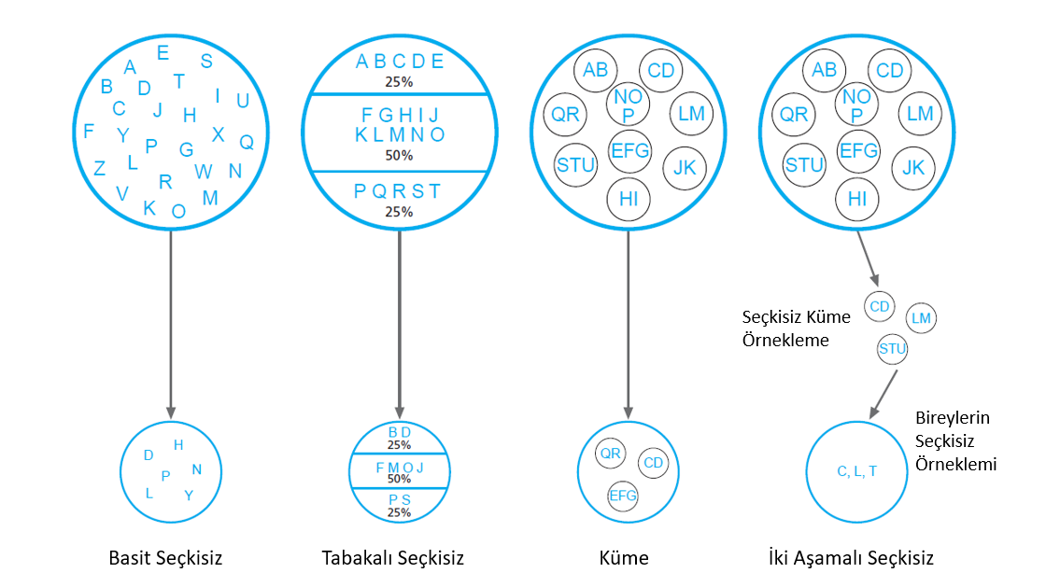 E
S
A
T
B
D
I
U
C
J
H
F
Y
X
Q
P
G
L
Z
W
N
R
V
M
K
O
D
H
P
N
L
Y
Basit Seçkisiz
A B C D E
25%
F G H I J
K L M N O
50%
P Q R S T
25%
B D
25%
F M O J
50%
P S
25%
Tabakalı Seçkisiz
AB
CD
NO
P
QR
LM
EFG
STU
JK
HI
QR
CD
EFG
Küme
AB
CD
NO
P
QR
LM
EFG
STU
JK
HI
Seçkisiz Küme
Örnekleme
CD
LM
STU
Bireylerin
Seçkisiz
Örneklemi
C, L, T
İki Aşamalı Seçkisiz